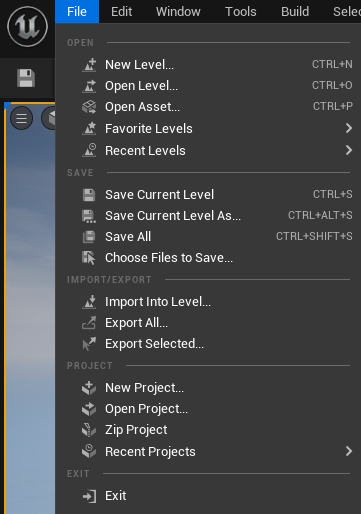 File Edit Window Tools Build Selec
OPEN
New Level... CTRL+N
Open Level... CTRL+O
Open Asset... CTRL+P
Favorite Levels
Recent Levels
SAVE
Save Current Level CTRL+S
Save Current Level As... CTRL+ALT+S
Save All CTRL+SHIFT+S
Choose Files to Save...
IMPORT/EXPORT
Import Into Level...
Export All...
Export Selected...
PROJECT
New Project...
Open Project...
Zip Project
Recent Projects
EXIT
Exit